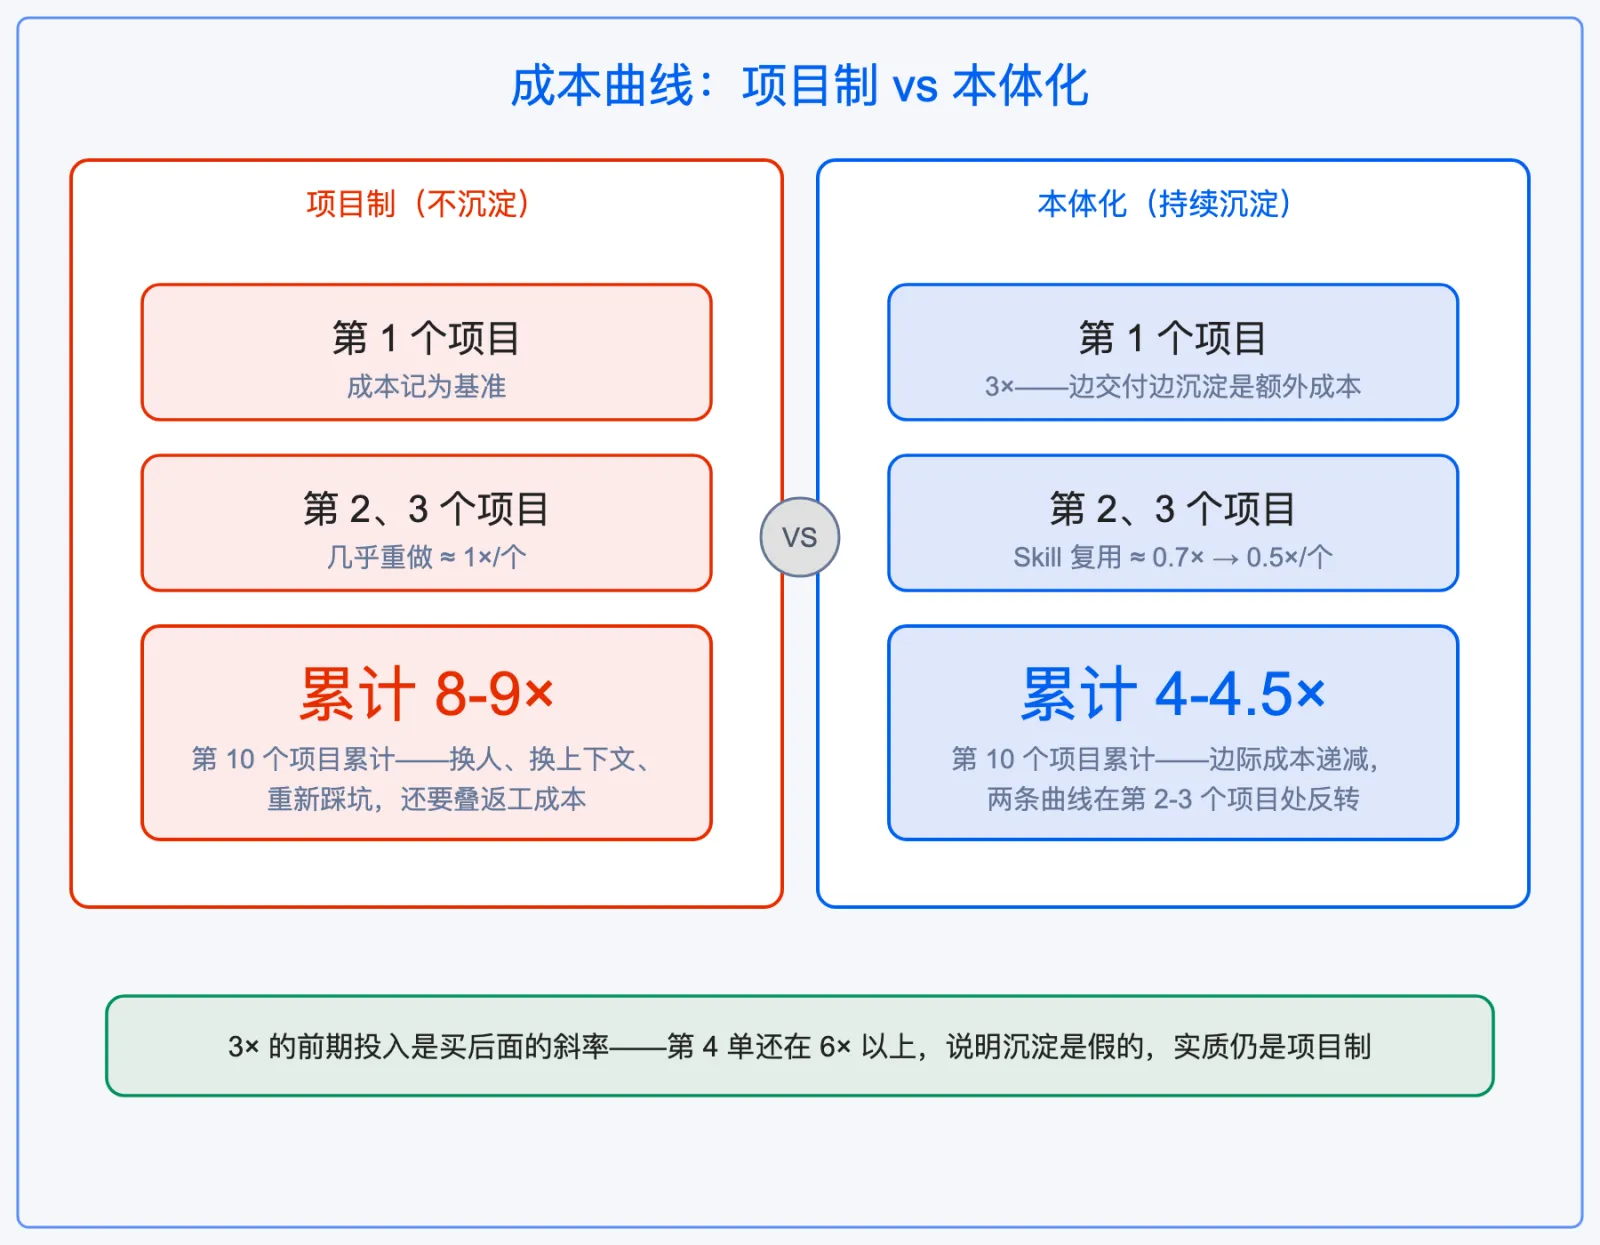 成本曲线：项目制 vs 本体化
项目制（不沉淀）
第 1 个项目
成本记为基准
第 2、3 个项目
几乎重做 ≈ 1×/个
累计 8-9×
第 10 个项目累计——换人、换上下文、
重新踩坑，还要叠返工成本
VS
本体化（持续沉淀）
第 1 个项目
3×——边交付边沉淀是额外成本
第 2、3 个项目
Skill 复用 ≈ 0.7× → 0.5×/个
累计 4-4.5×
第 10 个项目累计——边际成本递减，
两条曲线在第 2-3 个项目处反转
3× 的前期投入是买后面的斜率——第 4 单还在 6× 以上，说明沉淀是假的，实质仍是项目制